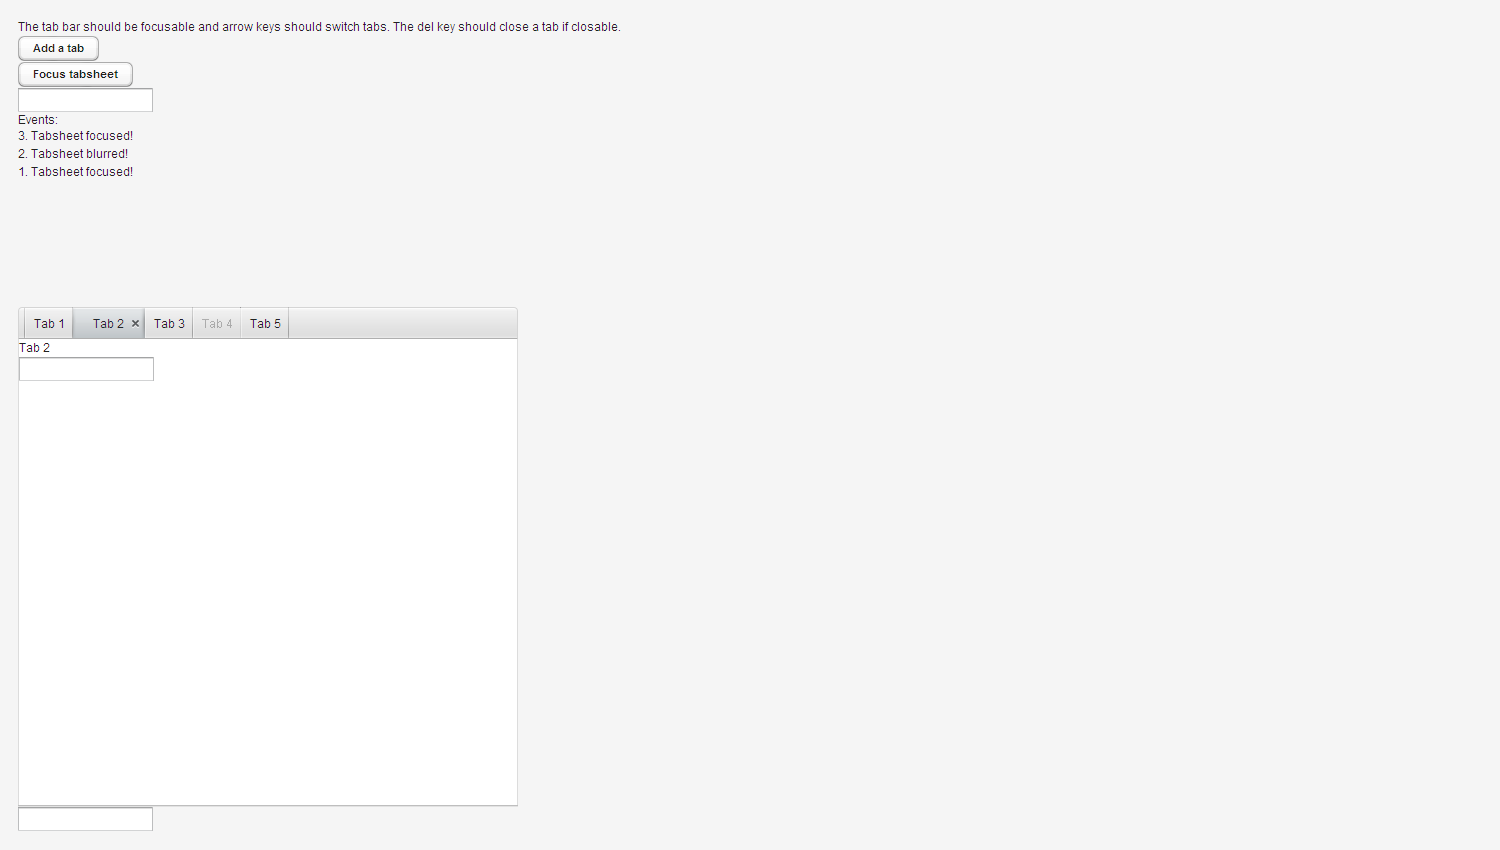 The tab bar should be focusable and arrow keys should switch tabs. The del key should close a tab if closable.
Add a tab
Focus tabsheet
Events:
3. Tabsheet focused!
2. Tabsheet blurred!
1. Tabsheet focused!
Tab 1 Tab 2 Tab 3 Tab 4 Tab 5
Tab 2